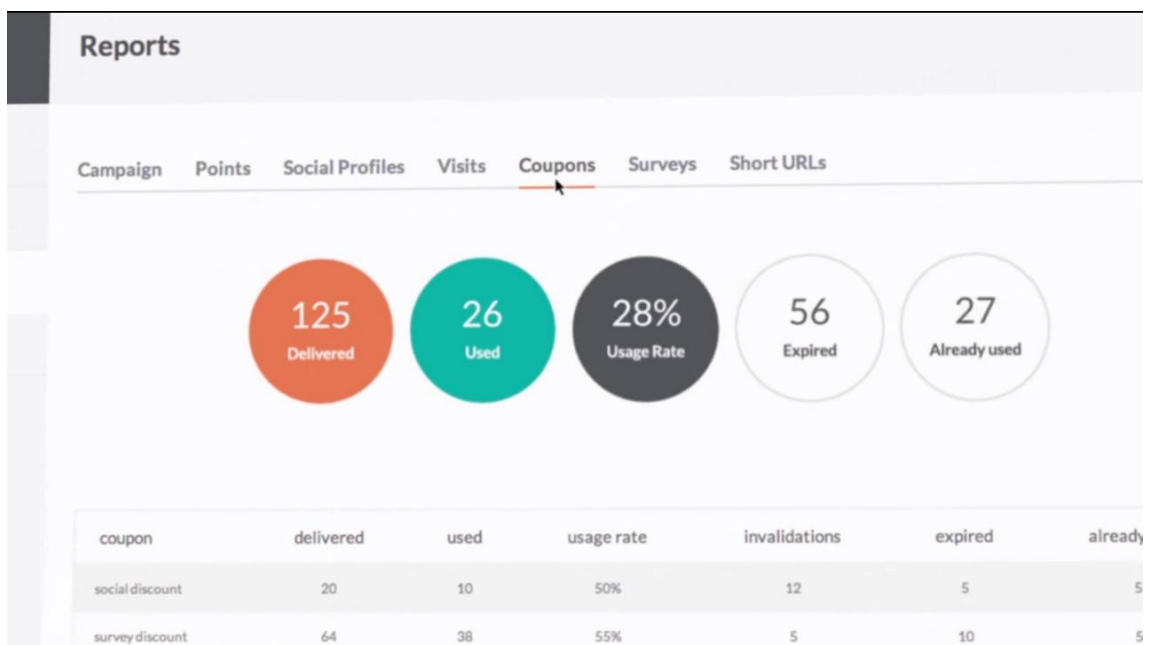 Reports
Campaign Points Social Profiles Visits Coupons Surveys Short URLs
125 26 28% 56 27
Delivered Used Usage Rate Expired Already used
coupon delivered used usage rate invalidations expired already
social discount 20 10 50% 12 5 5
survey discount 64 38 55% 5 10 5